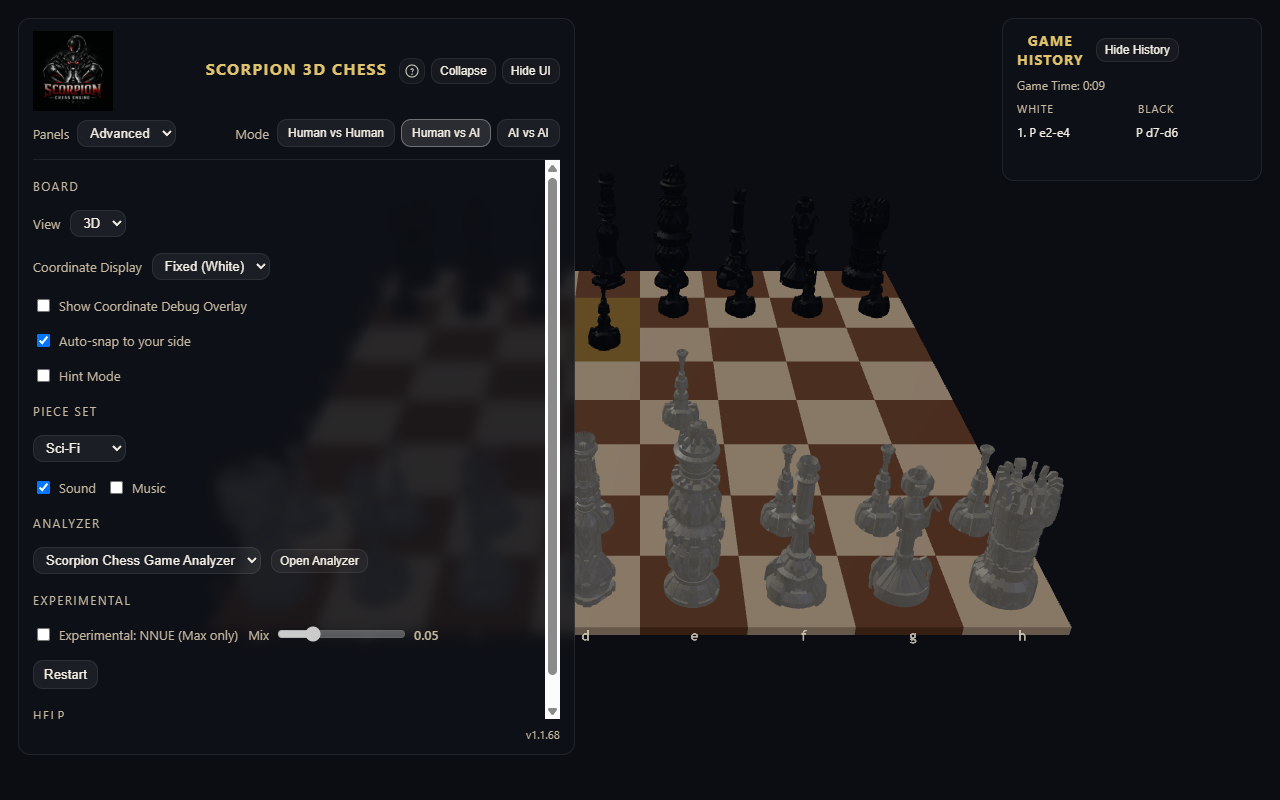 SCORPION
CHESS ENGINE
SCORPION 3D CHESS
?
Collapse
Hide UI
Panels
Advanced
Mode
Human vs Human
Human vs AI
AI vs AI
BOARD
View
3D
Coordinate Display
Fixed (White)
Show Coordinate Debug Overlay
Auto-snap to your side
Hint Mode
PIECE SET
Sci-Fi
Sound
Music
ANALYZER
Scorpion Chess Game Analyzer
Open Analyzer
EXPERIMENTAL
Experimental: NNUE (Max only)
Mix
0.05
Restart
HELP
v1.1.68
GAME
HISTORY
Hide History
Game Time: 0:09
WHITE
BLACK
1. P e2-e4
P d7-d6
d
e
f
g
h